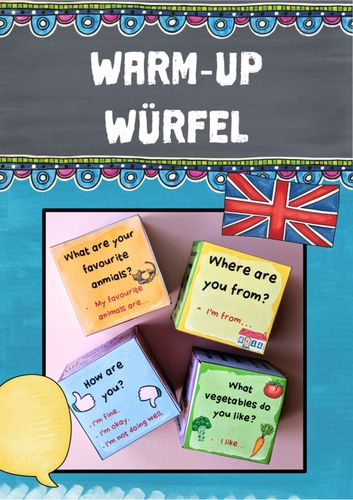 WARM-UP
WÜRFEL
What are your
favourite
anmials?
- My favourite
animals are...
Where are
you from?
- I'm from...
How are
you?
- I'm fine.
- I'm okay.
- I'm not doing well.
What
vegetables do
you like?
- I like...